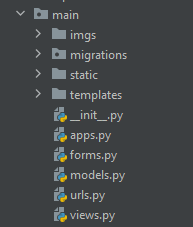 main
imgs
migrations
static
templates
__init__.py
apps.py
forms.py
models.py
urls.py
views.py